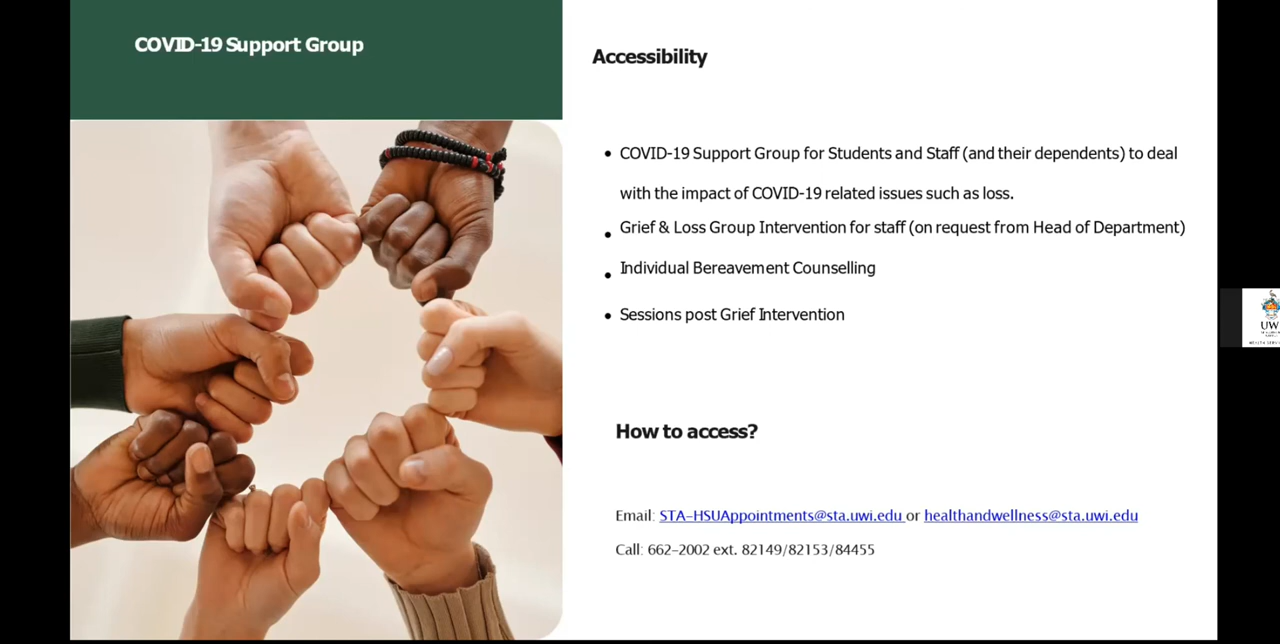 COVID-19 Support Group
Accessibility
• COVID-19 Support Group for Students and Staff (and their dependents) to deal
with the impact of COVID-19 related issues such as loss.
• Grief & Loss Group Intervention for staff (on request from Head of Department)
• Individual Bereavement Counselling
• Sessions post Grief Intervention
How to access?
Email: STA-HSUAppointments@sta.uwi.edu or healthandwellness@sta.uwi.edu
Call: 662-2002 ext. 82149/82153/84455
UW